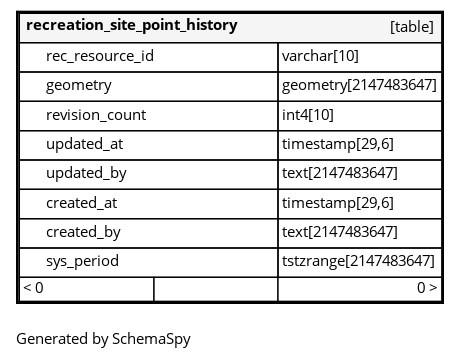 recreation_site_point_history [table]
rec_resource_id varchar[10]
geometry geometry[2147483647]
revision_count int4[10]
updated_at timestamp[29,6]
updated_by text[2147483647]
created_at timestamp[29,6]
created_by text[2147483647]
sys_period tstzrange[2147483647]
< 0 0 >
Generated by SchemaSpy